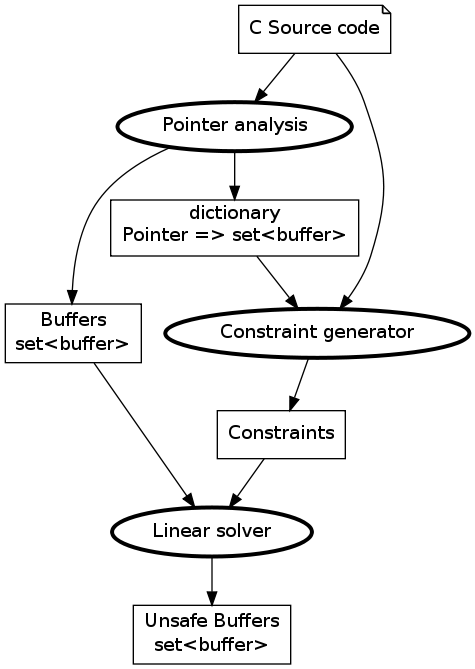 C Source code
Pointer analysis
dictionary
Pointer => set<buffer>
Buffers
set<buffer>
Constraint generator
Constraints
Linear solver
Unsafe Buffers
set<buffer>